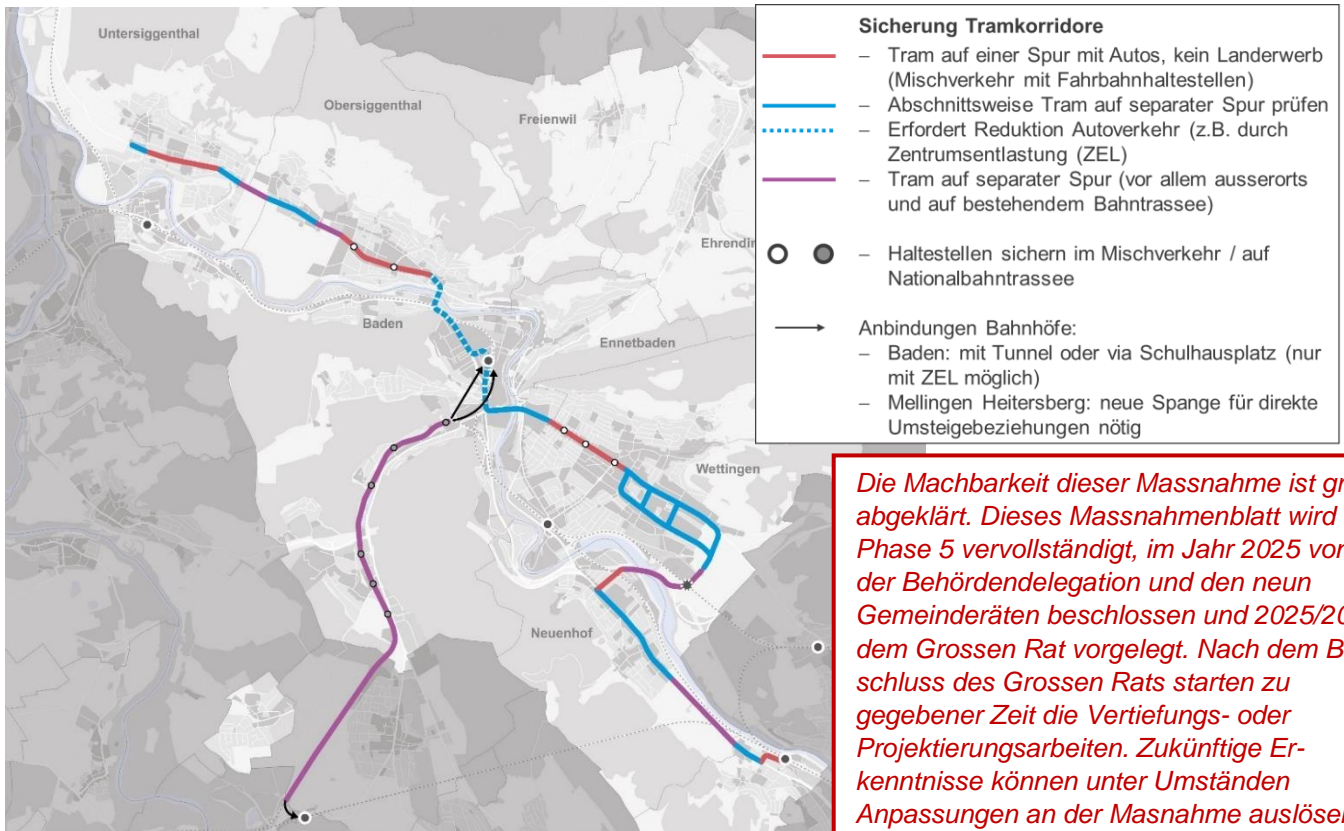 Untersiggenthal
Obersiggenthal
Freienwil
Baden
Ennetbaden
Wettingen
Neuenhof
Sicherung Tramkorridore
– Tram auf einer Spur mit Autos, kein Landerwerb
(Mischverkehr mit Fahrbahnhaltestellen)
– Abschnittsweise Tram auf separater Spur prüfen
– Erfordert Reduktion Autoverkehr (z.B. durch
Zentrumsentlastung (ZEL)
– Tram auf separater Spur (vor allem ausserorts
und auf bestehendem Bahntrassee)
– Haltestellen sichern im Mischverkehr / auf
Nationalbahntrassee
Anbindungen Bahnhöfe:
– Baden: mit Tunnel oder via Schulhausplatz (nur
mit ZEL möglich)
– Mellingen Heitersberg: neue Spange für direkte
Umsteigebeziehungen nötig
Die Machbarkeit dieser Massnahme ist
abgeklärt. Dieses Massnahmenblatt wird
Phase 5 vervollständigt, im Jahr 2025
der Behördendelegation und den neun
Gemeinderäten beschlossen und
dem Grossen Rat vorgelegt. Nach dem
schluss des Grossen Rats starten zu
gegebener Zeit die Vertiefungs- oder
Projektierungsarbeiten. Zukünftige Er-
kenntnisse können unter Umständen
Anpassungen an der Masnahme